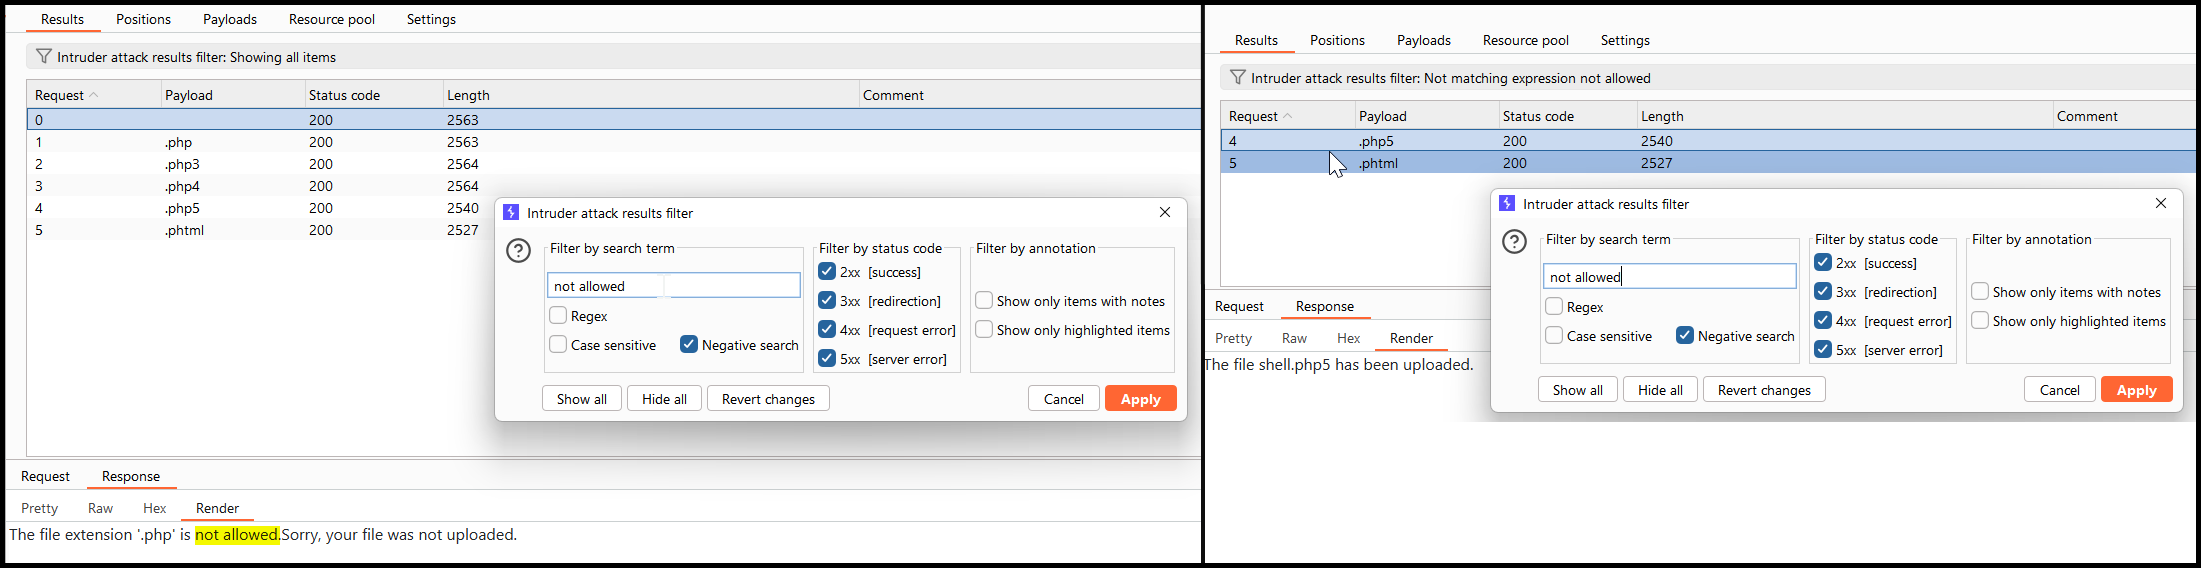 Results Positions Payloads Resource pool Settings
Intruder attack results filter: Showing all items
Request Payload Status code Length Comment
0 200 2563
1 .php 200 2563
2 .php3 200 2564
3 .php4 200 2564
4 .php5 200 2540
5 .phtml 200 2527
Intruder attack results filter
Filter by search term Filter by status code Filter by annotation
not allowed 2xx [success]
Regex 3xx [redirection] Show only items with notes
Case sensitive Negative search 4xx [request error] Show only highlighted items
5xx [server error]
Show all Hide all Revert changes Cancel Apply
Request Response
Pretty Raw Hex Render
The file extension '.php' is not allowed.Sorry, your file was not uploaded.
Results Positions Payloads Resource pool Settings
Intruder attack results filter: Not matching expression not allowed
Request Payload Status code Length Comment
4 .php5 200 2540
5 .phtml 200 2527
Intruder attack results filter
Filter by search term Filter by status code Filter by annotation
not allowed 2xx [success]
Regex 3xx [redirection] Show only items with notes
Case sensitive Negative search 4xx [request error] Show only highlighted items
5xx [server error]
Show all Hide all Revert changes Cancel Apply
Request Response
Pretty Raw Hex Render
The file shell.php5 has been uploaded.